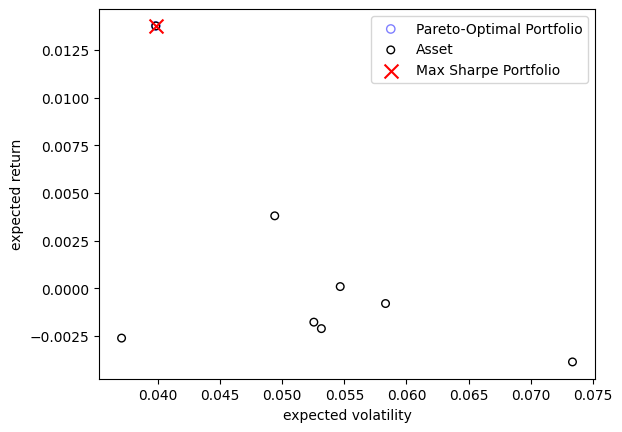 Pareto-Optimal Portfolio
Asset
Max Sharpe Portfolio
0.0125
0.0100
0.0075
0.0050
0.0025
0.0000
−0.0025
expected return
0.040 0.045 0.050 0.055 0.060 0.065 0.070 0.075
expected volatility